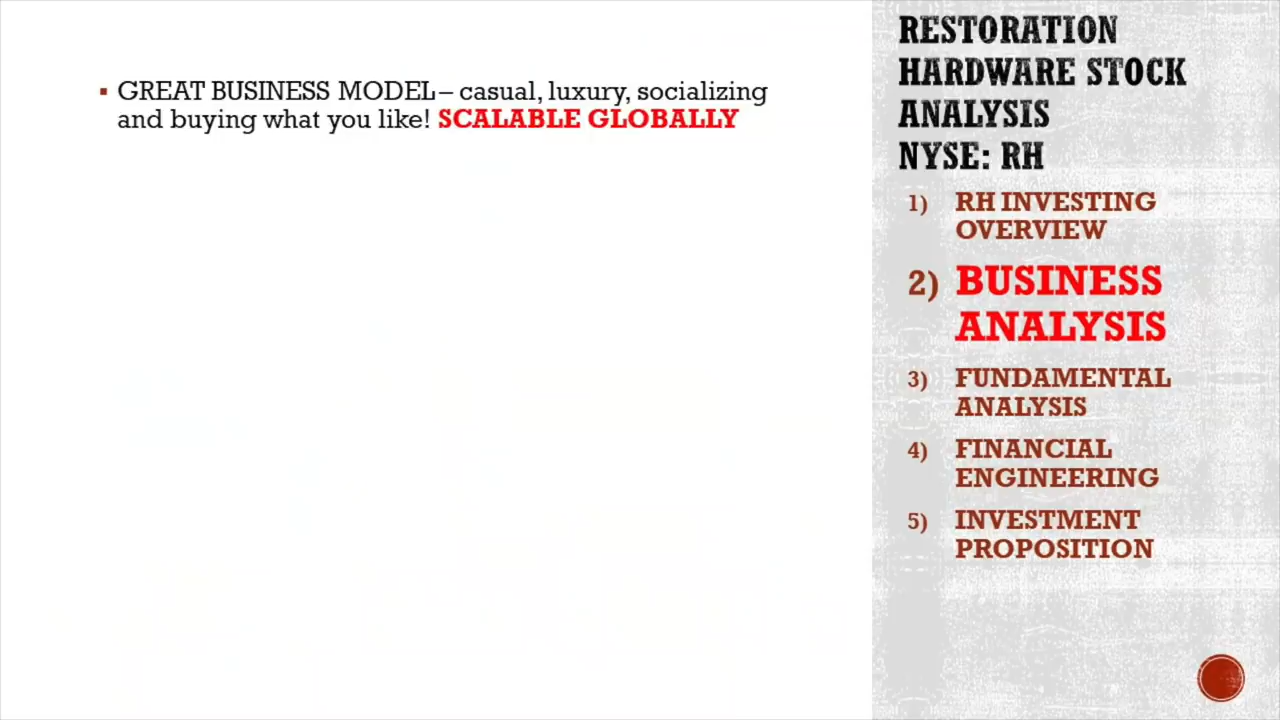 GREAT BUSINESS MODEL – casual, luxury, socializing
and buying what you like! SCALABLE GLOBALLY
RESTORATION
HARDWARE STOCK
ANALYSIS
NYSE: RH
1) RH INVESTING
OVERVIEW
2) BUSINESS
ANALYSIS
3) FUNDAMENTAL
ANALYSIS
4) FINANCIAL
ENGINEERING
5) INVESTMENT
PROPOSITION